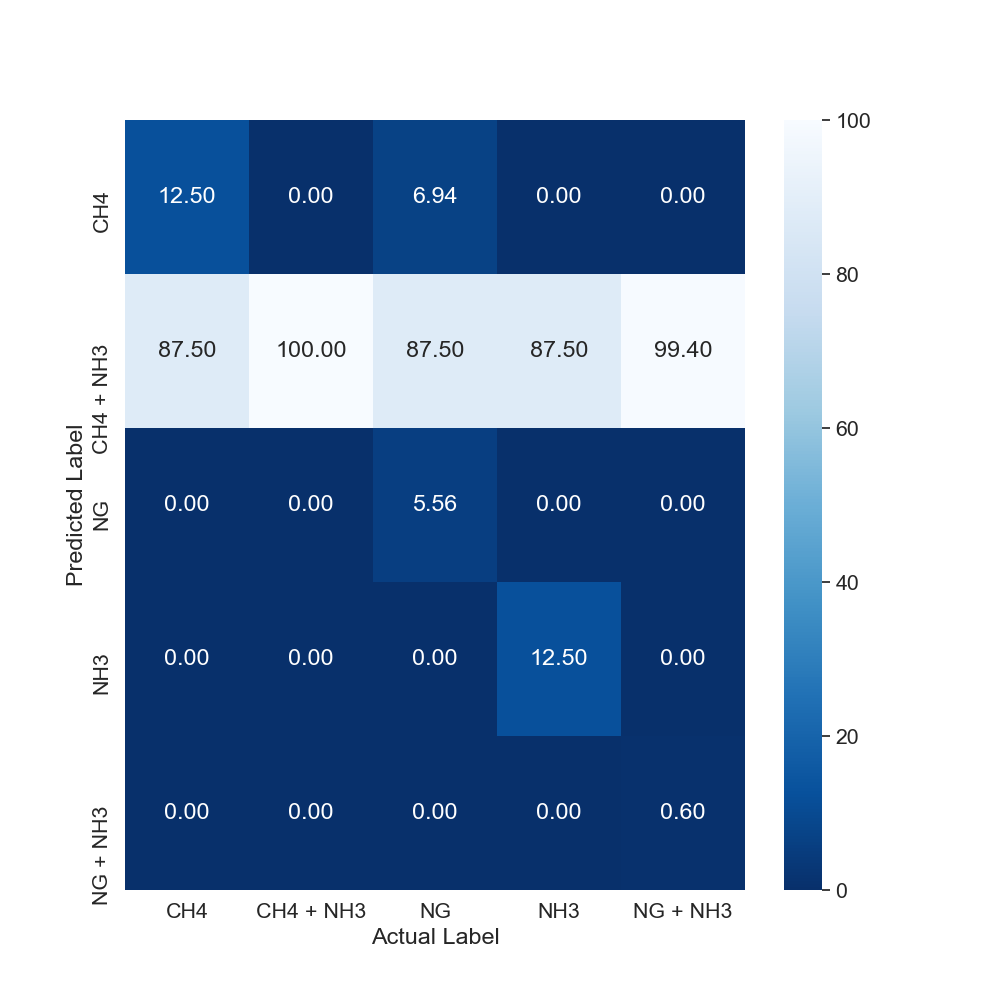 100
CH4 12.50 0.00 6.94 0.00 0.00
80
CH4 + NH3 87.50 100.00 87.50 87.50 99.40
60
Predicted Label
NG 0.00 0.00 5.56 0.00 0.00
40
NH3 0.00 0.00 0.00 12.50 0.00
20
NG + NH3 0.00 0.00 0.00 0.00 0.60
0
CH4 CH4 + NH3 NG NH3 NG + NH3
Actual Label